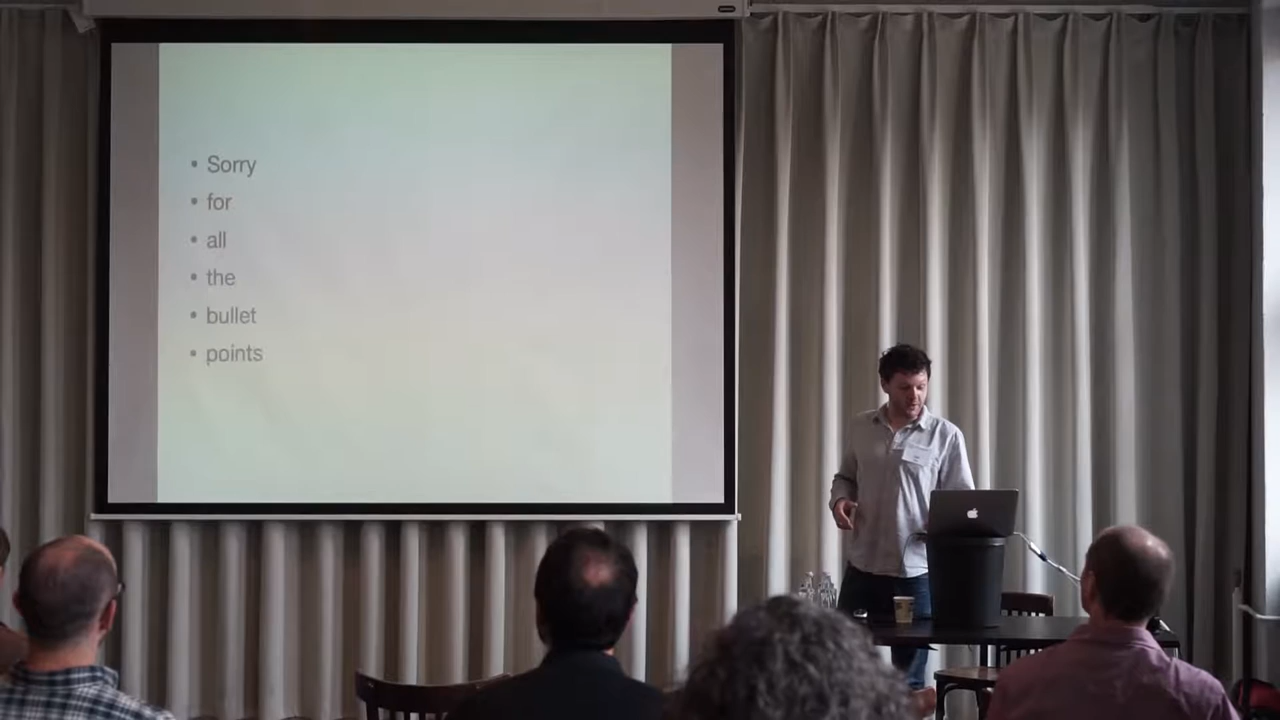 • Sorry
• for
• all
• the
• bullet
• points